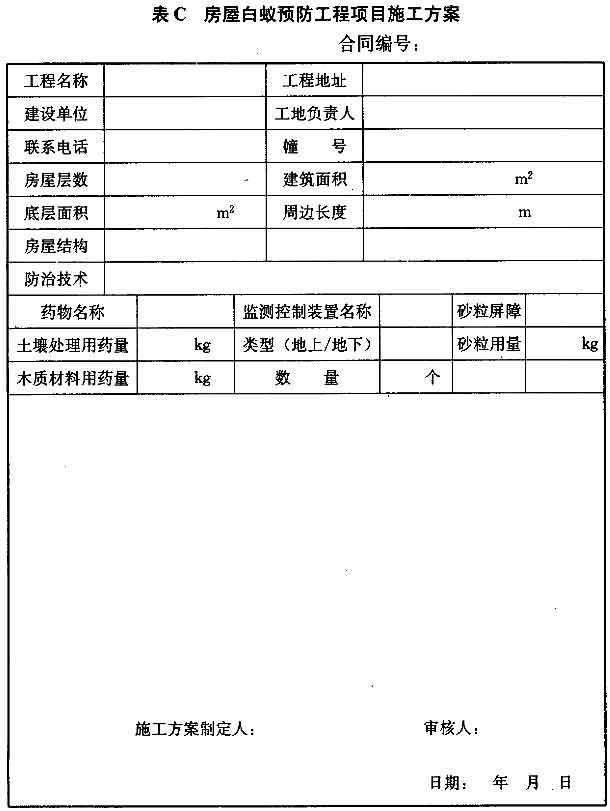 表 C 房屋白蚁预防工程项目施工方案
合同编号：
工程名称 工程地址
建设单位 工地负责人
联系电话 幢 号
房屋层数 建筑面积 m²
底层面积 m² 周边长度 m
房屋结构
防治技术
药物名称 监测控制装置名称 砂粒屏障
土壤处理用药量 kg 类型（地上/地下） 砂粒用量 kg
木质材料用药量 kg 数 量 个
施工方案制定人： 审核人：
日期： 年 月 日